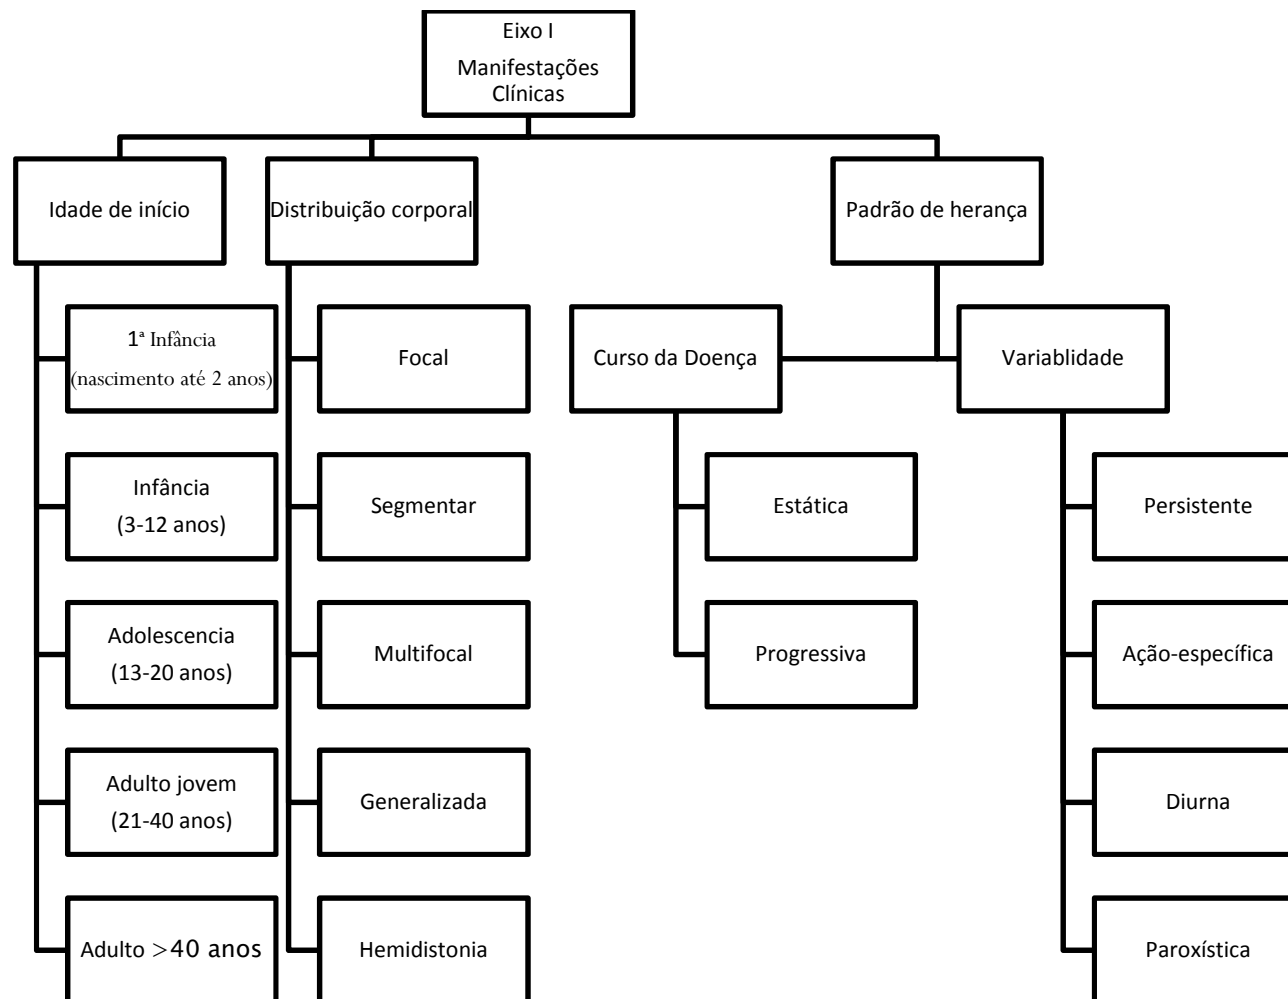 Eixo I
Manifestações
Clínicas
Idade de início
Distribuição corporal
Padrão de herança
1ª Infância
(nascimento até 2 anos)
Infância
(3-12 anos)
Adolescencia
(13-20 anos)
Adulto jovem
(21-40 anos)
Adulto >40 anos
Focal
Segmentar
Multifocal
Generalizada
Hemidistonia
Curso da Doença
Variablidade
Estática
Progressiva
Persistente
Ação-específica
Diurna
Paroxística